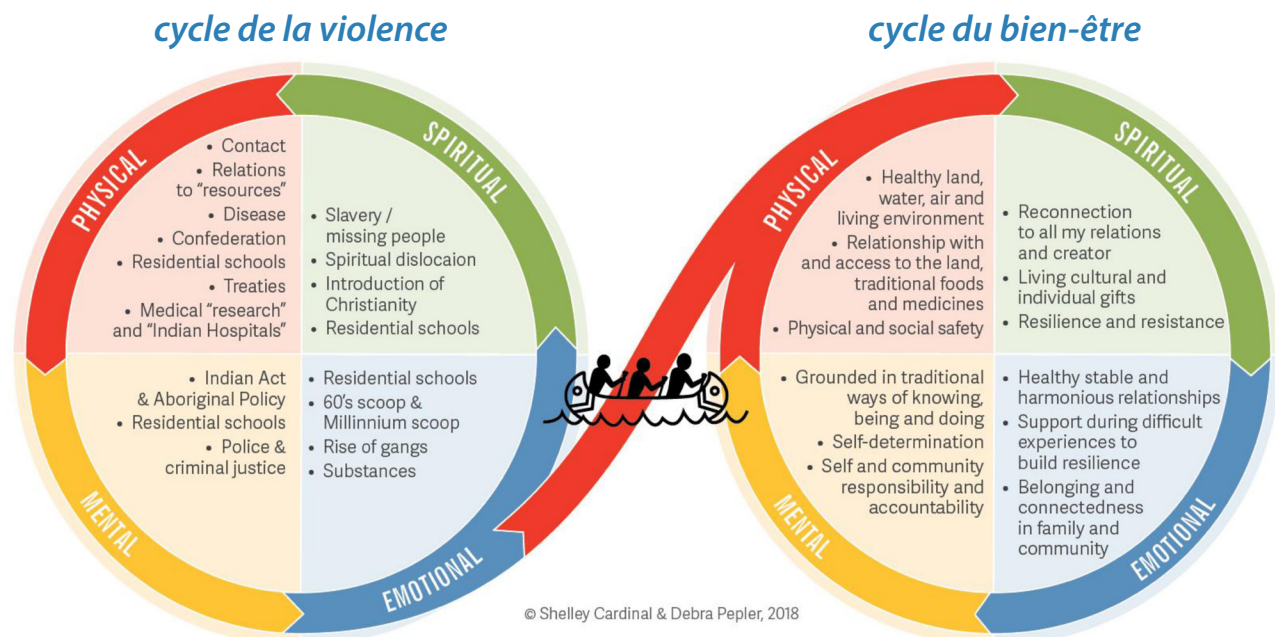 cycle de la violence
PHYSICAL
• Contact
• Relations
to "resources"
• Disease
• Confederation
• Residential schools
• Treaties
• Medical "research"
and "Indian Hospitals"
SPIRITUAL
• Slavery /
missing people
• Spiritual dislocaion
• Introduction of
Christianity
• Residential schools
MENTAL
• Indian Act
& Aboriginal Policy
• Residential schools
• Police &
criminal justice
EMOTIONAL
• Residential schools
• 60's scoop &
Millinnium scoop
• Rise of gangs
• Substances
cycle du bien-être
PHYSICAL
• Healthy land,
water, air and
living environment
• Relationship with
and access to the land,
traditional foods
and medicines
• Physical and social safety
SPIRITUAL
• Reconnection
to all my relations
and creator
• Living cultural and
individual gifts
• Resilience and resistance
MENTAL
• Grounded in traditional
ways of knowing,
being and doing
• Self-determination
• Self and community
responsibility and
accountability
EMOTIONAL
• Healthy stable and
harmonious relationships
• Support during difficult
experiences to
build resilience
• Belonging and
connectedness
in family and
community
© Shelley Cardinal & Debra Pepler, 2018